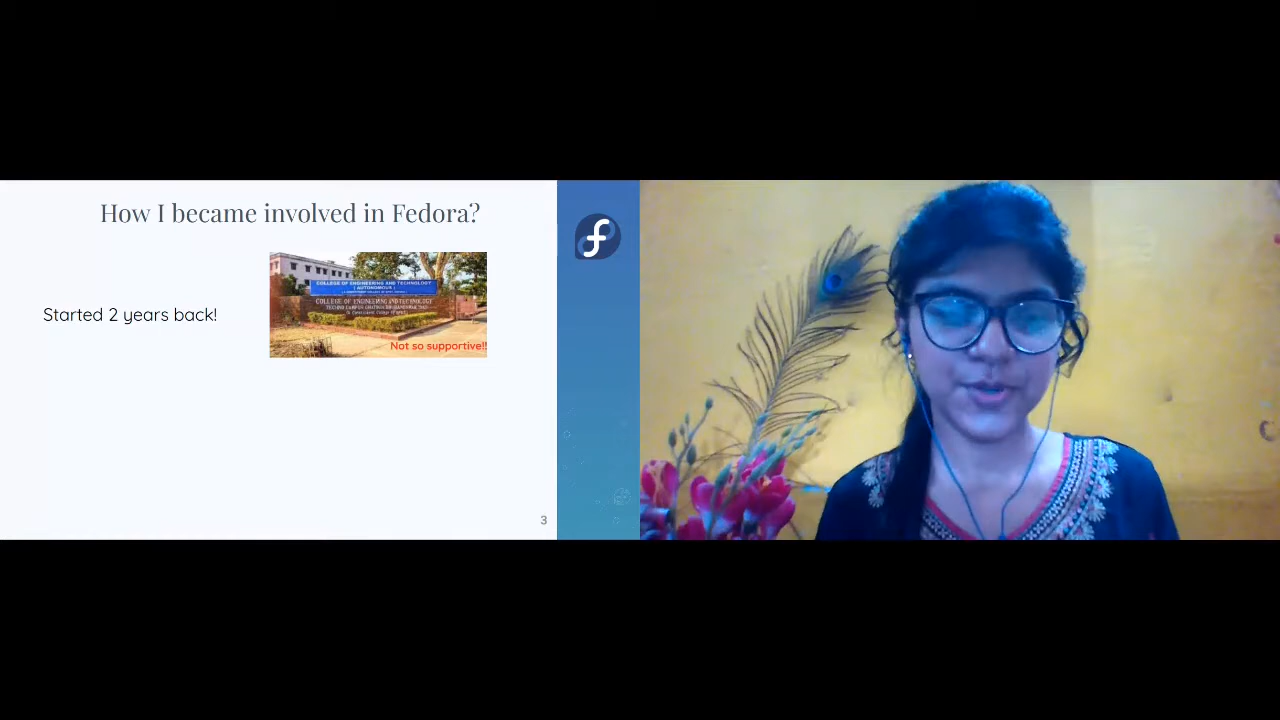 How I became involved in Fedora?
COLLEGE OF ENGINEERING AND TECHNOLOGY
( AUTONOMOUS )
COLLEGE OF ENGINEERING AND TECHNOLOGY
Started 2 years back!
Not so supportive!!
3